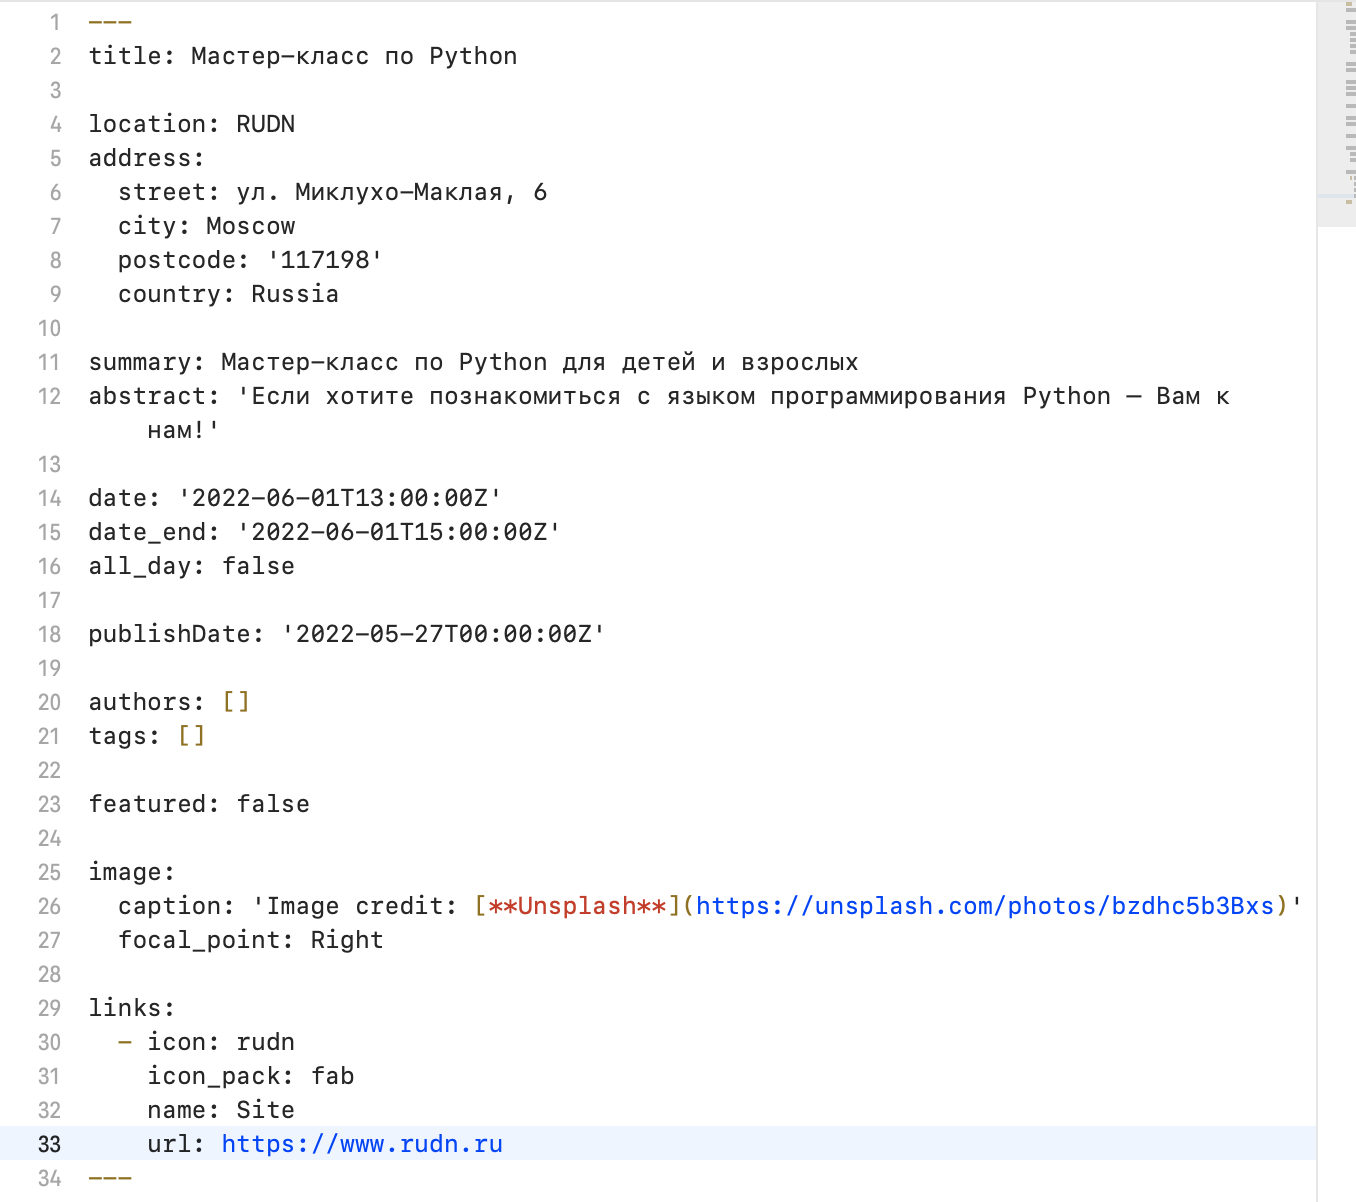 1 ---
2 title: Мастер-класс по Python
3
4 location: RUDN
5 address:
6   street: ул. Миклухо-Маклая, 6
7   city: Moscow
8   postcode: '117198'
9   country: Russia
10
11 summary: Мастер-класс по Python для детей и взрослых
12 abstract: 'Если хотите познакомиться с языком программирования Python — Вам к
    нам!'
13
14 date: '2022-06-01T13:00:00Z'
15 date_end: '2022-06-01T15:00:00Z'
16 all_day: false
17
18 publishDate: '2022-05-27T00:00:00Z'
19
20 authors: []
21 tags: []
22
23 featured: false
24
25 image:
26   caption: 'Image credit: [**Unsplash**](https://unsplash.com/photos/bzdhc5b3Bxs)'
27   focal_point: Right
28
29 links:
30   - icon: rudn
31     icon_pack: fab
32     name: Site
33     url: https://www.rudn.ru
34 ---